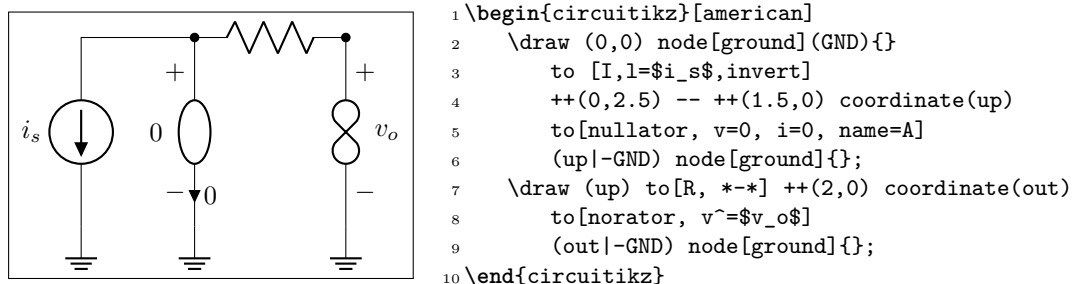 +
+
i_s
0
v_o
−
0
−
1 \begin{circuitikz}[american]
2     \draw (0,0) node[ground](GND){}
3         to [I,l=$i_s$,invert]
4         ++(0,2.5) -- ++(1.5,0) coordinate(up)
5         to[nullator, v=0, i=0, name=A]
6         (up|-GND) node[ground]{};
7     \draw (up) to[R, *-*] ++(2,0) coordinate(out)
8         to[norator, v^=$v_o$]
9         (out|-GND) node[ground]{};
10 \end{circuitikz}